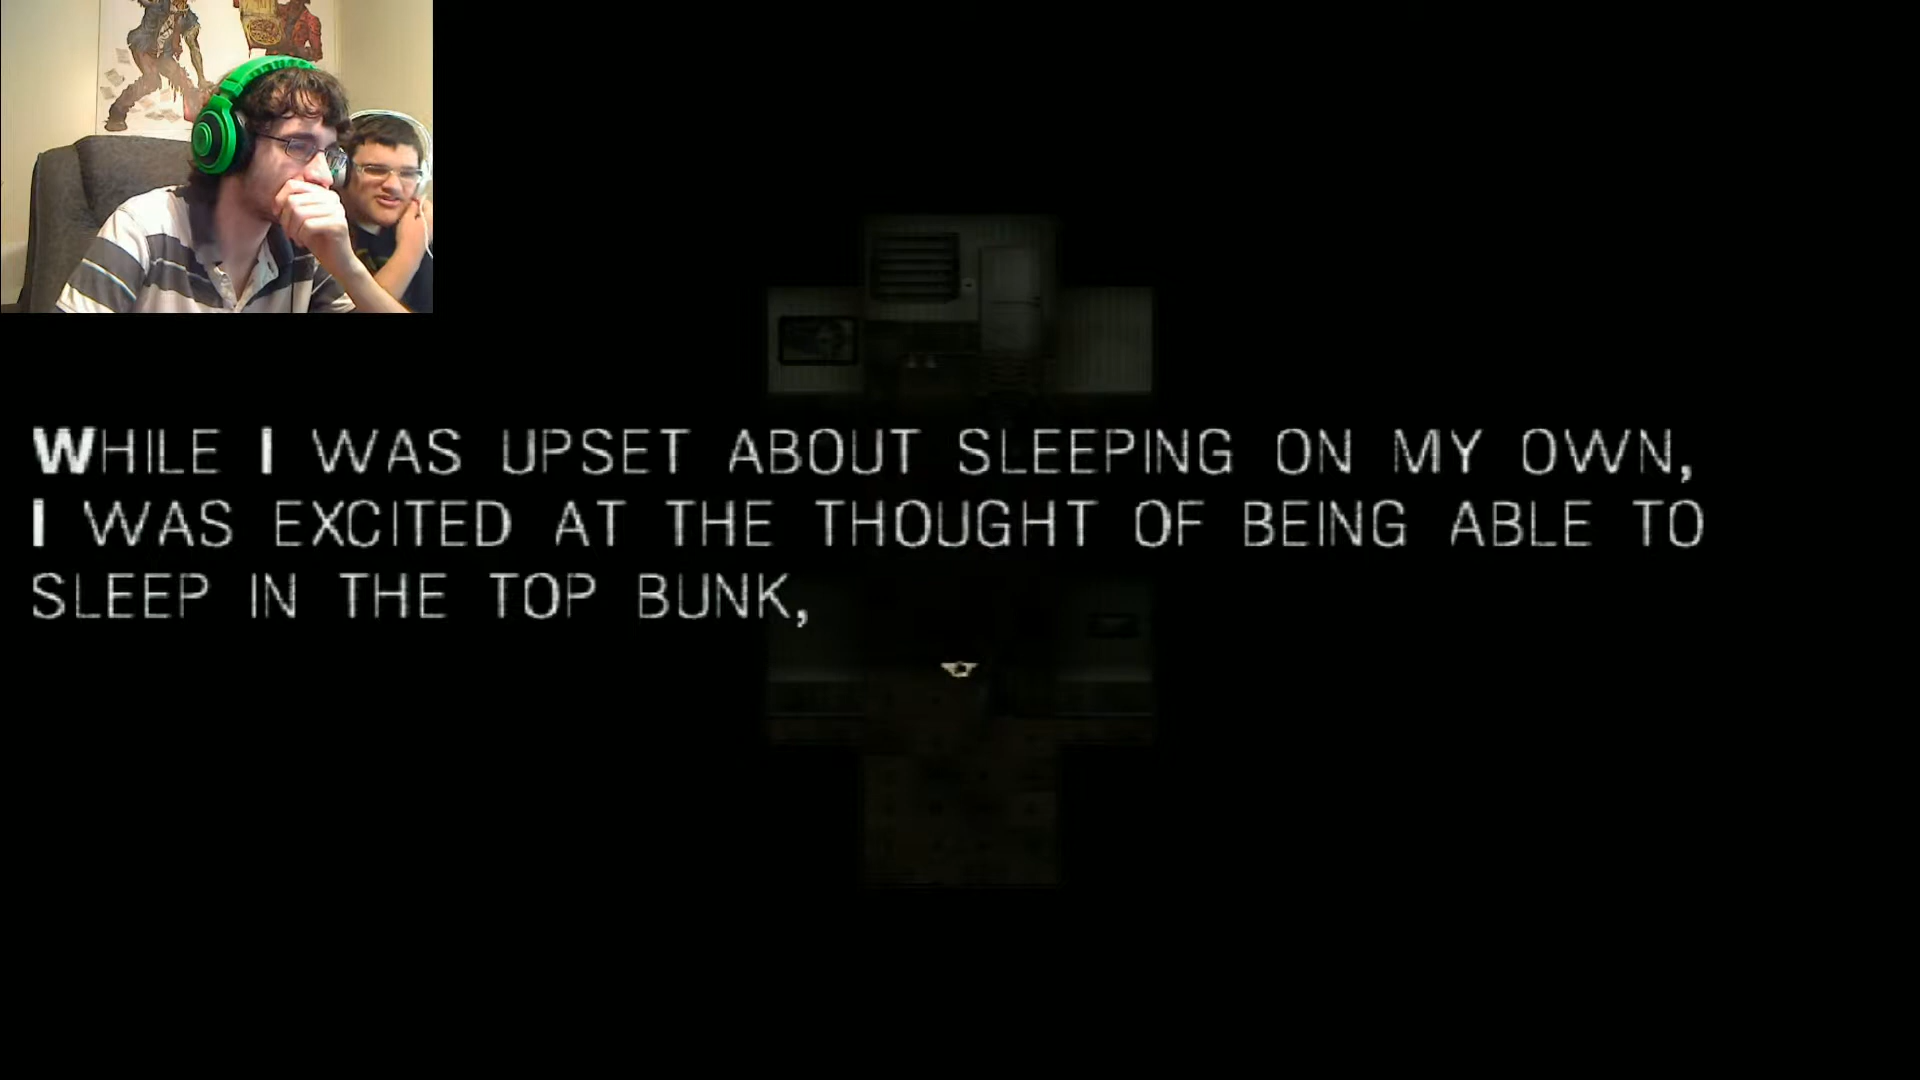 WHILE I WAS UPSET ABOUT SLEEPING ON MY OWN,
I WAS EXCITED AT THE THOUGHT OF BEING ABLE TO
SLEEP IN THE TOP BUNK,